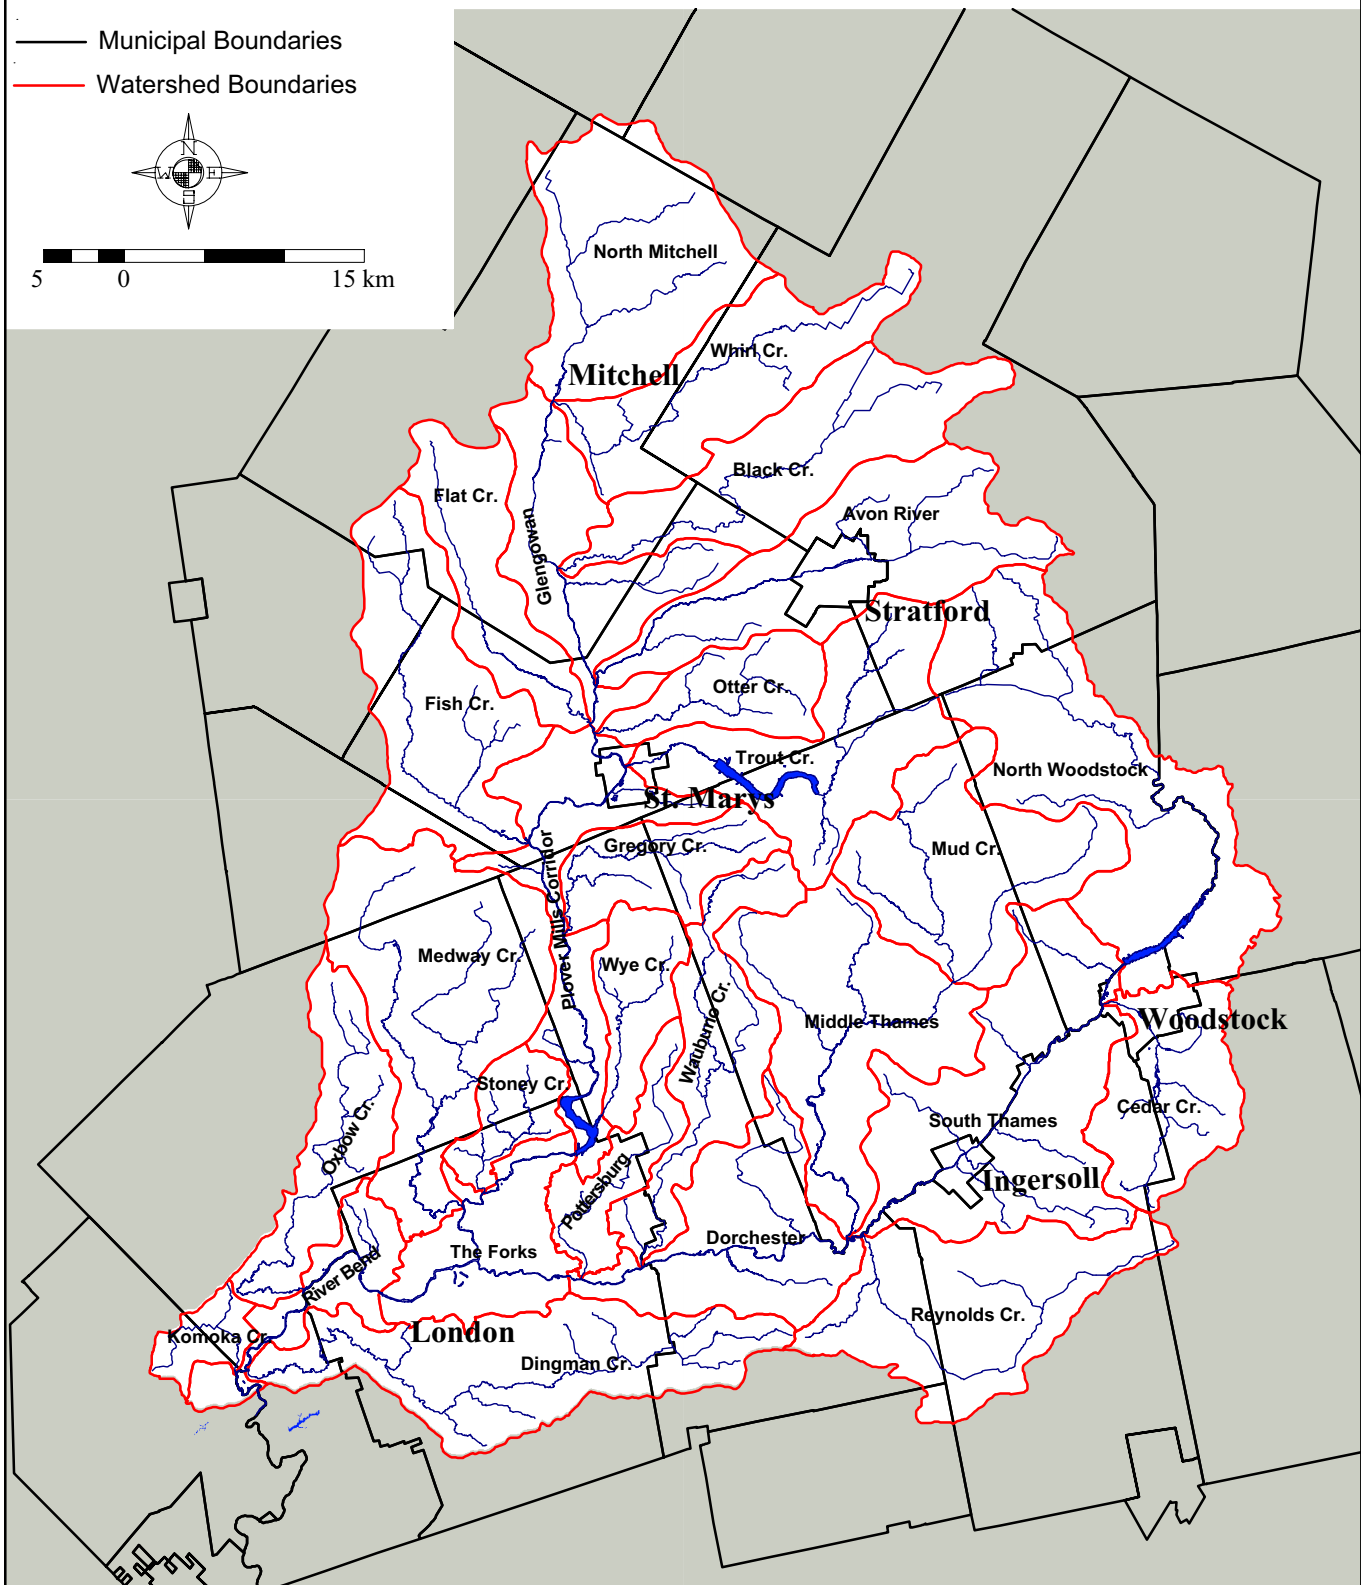 Municipal Boundaries
Watershed Boundaries
N
W E
S
5 0 15 km
North Mitchell
Whirl Cr.
Mitchell
Black Cr.
Flat Cr.
Avon River
Glengowan
Stratford
Otter Cr.
Fish Cr.
Trout Cr.
North Woodstock
St. Marys
Gregory Cr.
Mud Cr.
Plover Mills Corridor
Medway Cr.
Wye Cr.
Waubuno Cr.
Middle Thames
Woodstock
Stoney Cr.
Cedar Cr.
South Thames
Oxbow Cr.
Ingersoll
Pottersburg
Dorchester
The Forks
River Bend
Reynolds Cr.
Komoka Cr.
London
Dingman Cr.